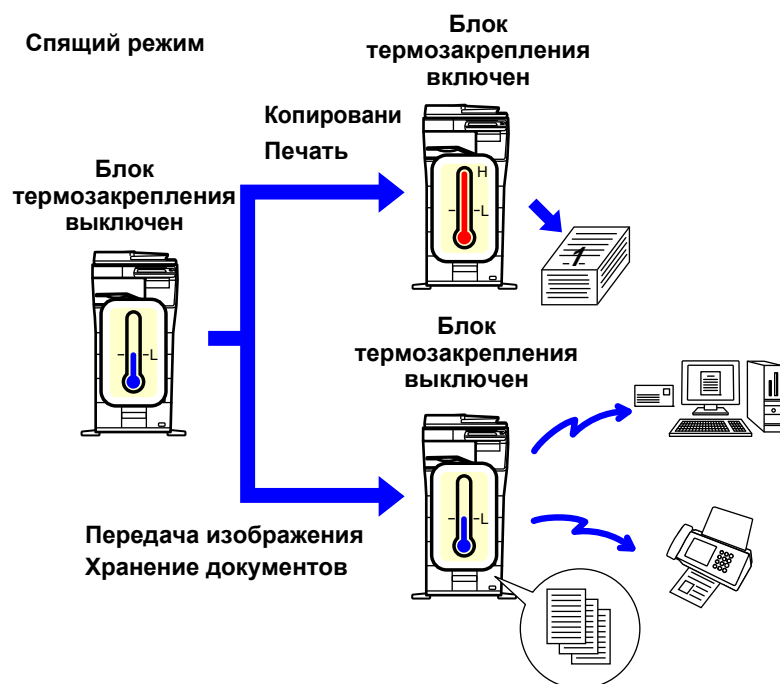 Спящий режим
Блок
термозакрепления
включен
Копировани
Печать
Блок
термозакрепления
выключен
H
L
1
L
Блок
термозакрепления
выключен
L
Передача изображения
Хранение документов